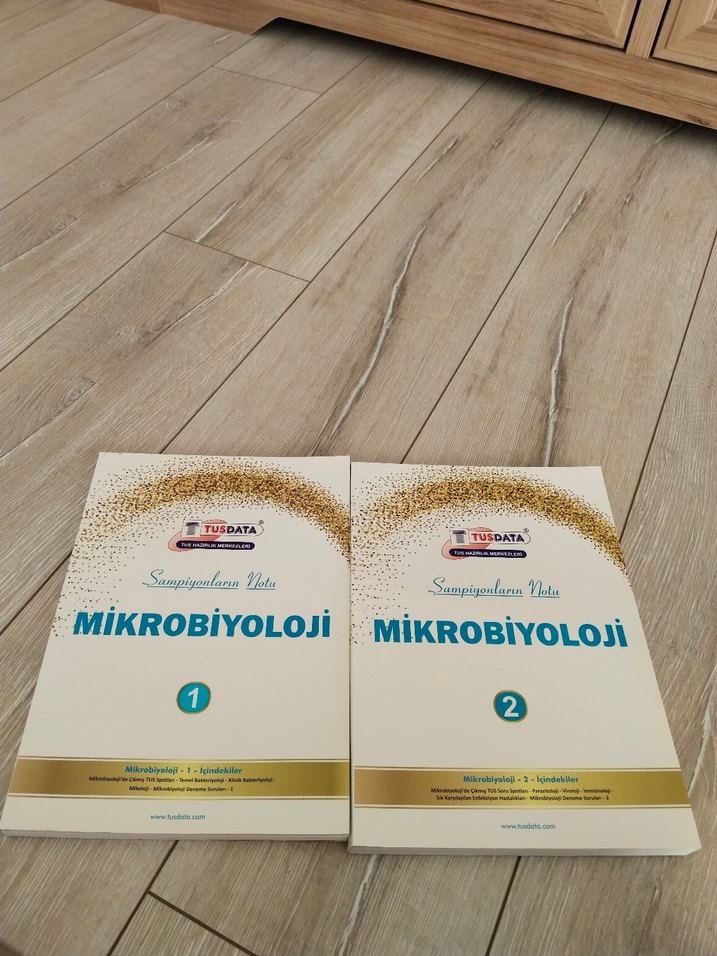 TUSDATA®
TUS HAZIRLIK MERKEZLERİ
Şampiyonların Notu
MİKROBİYOLOJİ
1
Mikrobiyoloji - 1 - İçindekiler
Mikrobiyoloji'de Çıkmış TUS Spotları - Temel Bakteriyoloji - Klinik Bakteriyoloji -
Mikoloji - Mikrobiyoloji Deneme Soruları - 1
www.tusdata.com
TUSDATA®
TUS HAZIRLIK MERKEZLERİ
Şampiyonların Notu
MİKROBİYOLOJİ
2
Mikrobiyoloji - 2 - İçindekiler
Mikrobiyoloji'de Çıkmış TUS Soru Spotları - Parazitoloji - Viroloji - İmmünoloji -
Sık Karşılaşılan Enfeksiyon Hastalıkları - Mikrobiyoloji Deneme Soruları - 2
www.tusdata.com